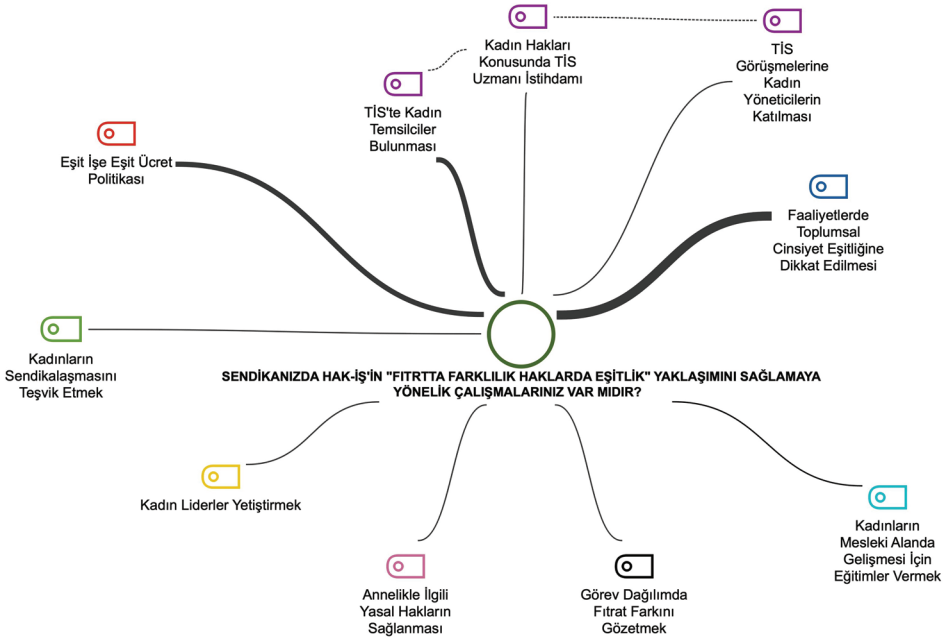 Kadın Hakları
Konusunda TİS
Uzmanı İstihdamı
TİS
Görüşmelerine
Kadın
Yöneticilerin
Katılması
TİS'te Kadın
Temsilciler
Bulunması
Eşit İşe Eşit Ücret
Politikası
Faaliyetlerde
Toplumsal
Cinsiyet Eşitliğine
Dikkat Edilmesi
Kadınların
Sendikalaşmasını
Teşvik Etmek
SENDİKANIZDA HAK-İŞ'İN "FITRTTA FARKLILIK HAKLARDA EŞİTLİK" YAKLAŞIMINI SAĞLAMAYA
YÖNELİK ÇALIŞMALARINIZ VAR MIDIR?
Kadın Liderler Yetiştirmek
Kadınların
Mesleki Alanda
Gelişmesi İçin
Eğitimler Vermek
Annelikle İlgili
Yasal Hakların
Sağlanması
Görev Dağılımda
Fıtrat Farkını
Gözetmek